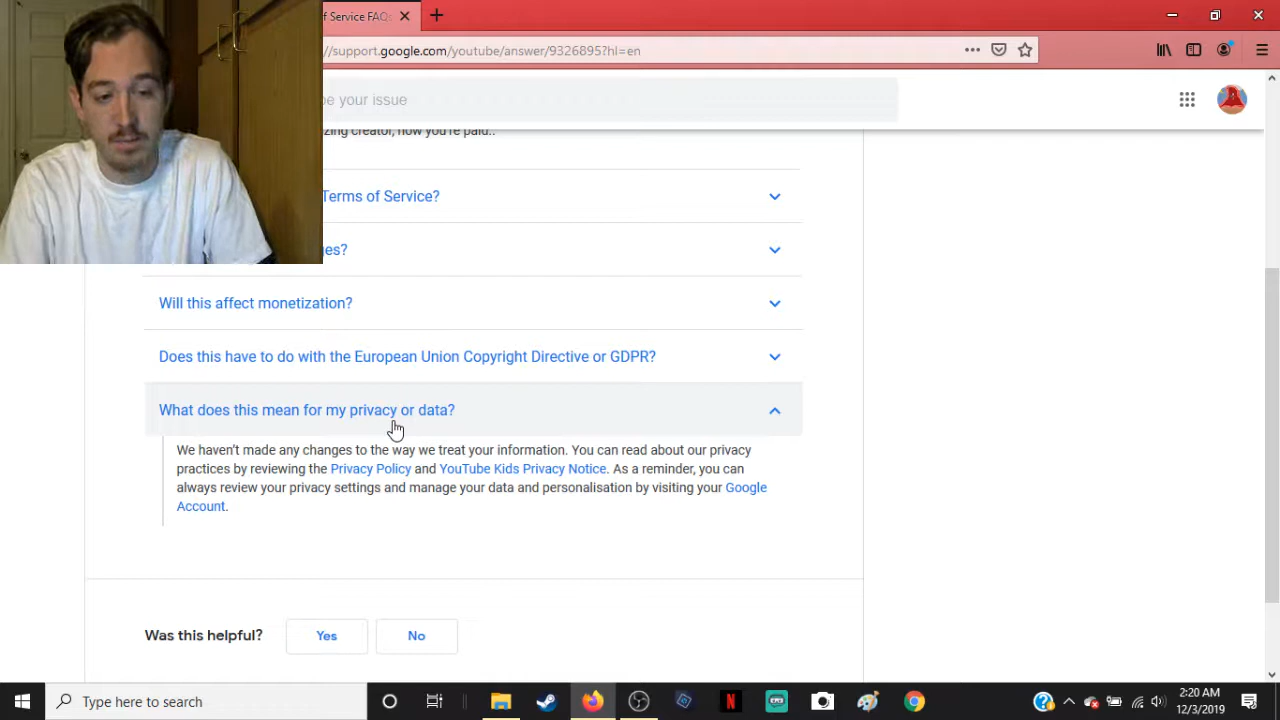 f Service FAQ
//support.google.com/youtube/answer/9326895?hl=en
be your issue
zing creator, how you're paid..
Terms of Service?
ges?
Will this affect monetization?
Does this have to do with the European Union Copyright Directive or GDPR?
What does this mean for my privacy or data?
We haven't made any changes to the way we treat your information. You can read about our privacy
practices by reviewing the Privacy Policy and YouTube Kids Privacy Notice. As a reminder, you can
always review your privacy settings and manage your data and personalisation by visiting your Google
Account.
Was this helpful?
Yes
No
Type here to search
2:20 AM
12/3/2019